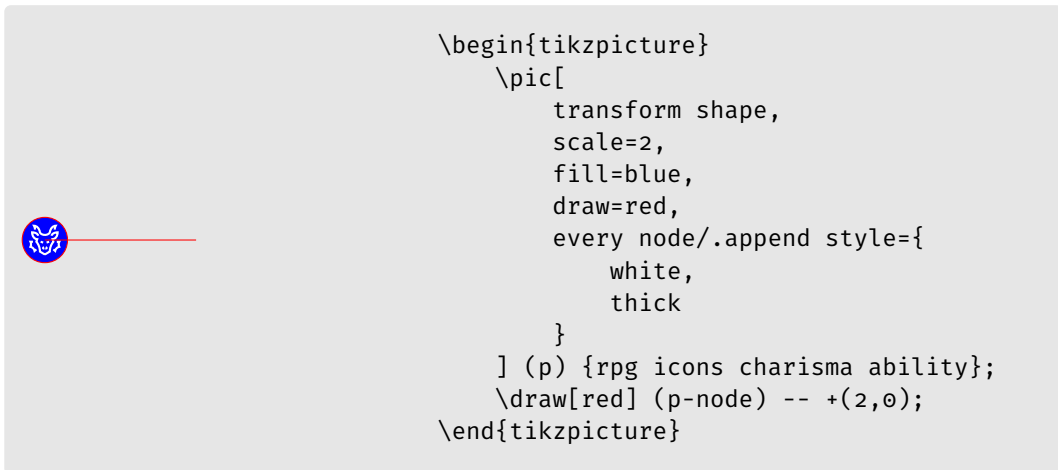 \begin{tikzpicture}
    \pic[
        transform shape,
        scale=2,
        fill=blue,
        draw=red,
        every node/.append style={
            white,
            thick
        }
    ] (p) {rpg icons charisma ability};
    \draw[red] (p-node) -- +(2,0);
\end{tikzpicture}